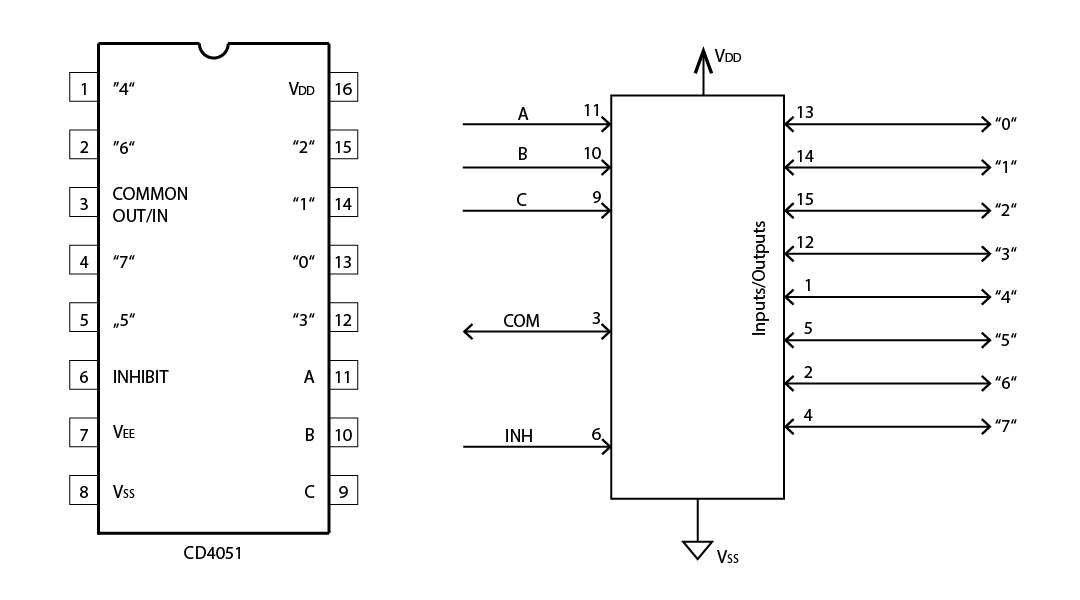 1 ”4“ VDD 16
2 ”6“ “2“ 15
3 COMMON OUT/IN “1“ 14
4 “7“ “0“ 13
5 „5“ “3“ 12
6 INHIBIT A 11
7 VEE B 10
8 VSS C 9
CD4051
VDD
A 11
B 10
C 9
COM 3
INH 6
Inputs/Outputs
13 “0“
14 “1“
15 “2“
12 “3“
1 “4“
5 “5“
2 “6“
4 “7“
VSS